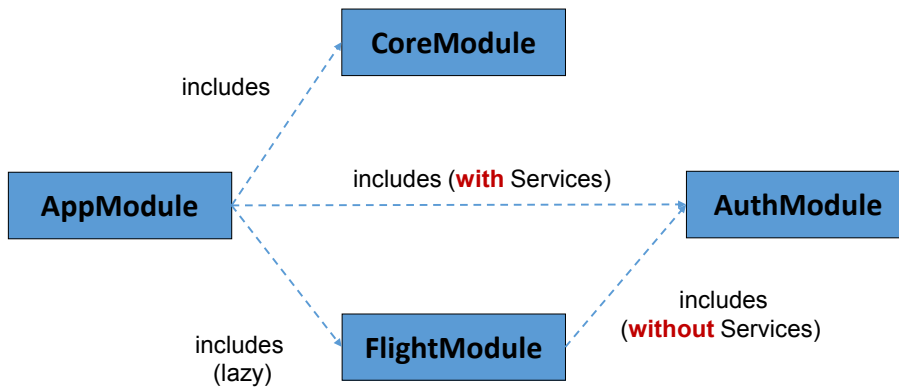 CoreModule
includes
includes (with Services)
AppModule
AuthModule
includes
(without Services)
includes
(lazy)
FlightModule